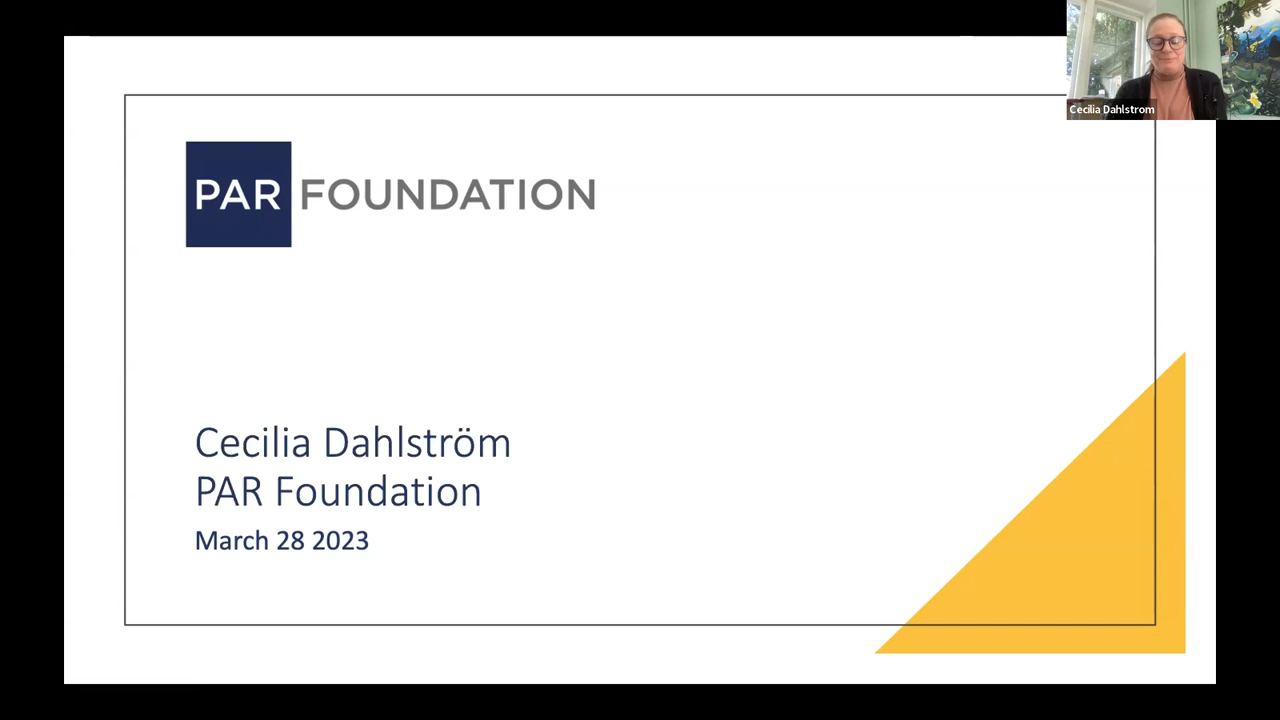 PAR FOUNDATION
Cecilia Dahlstrom
Cecilia Dahlström
PAR Foundation
March 28 2023